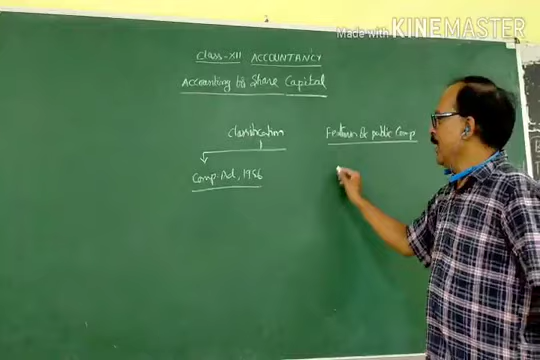 Made with KINEMASTER
Class-XII ACCOUNTANCY
Accounting for Share Capital
Classification
Features of public Comp
Comp. Act, 1956